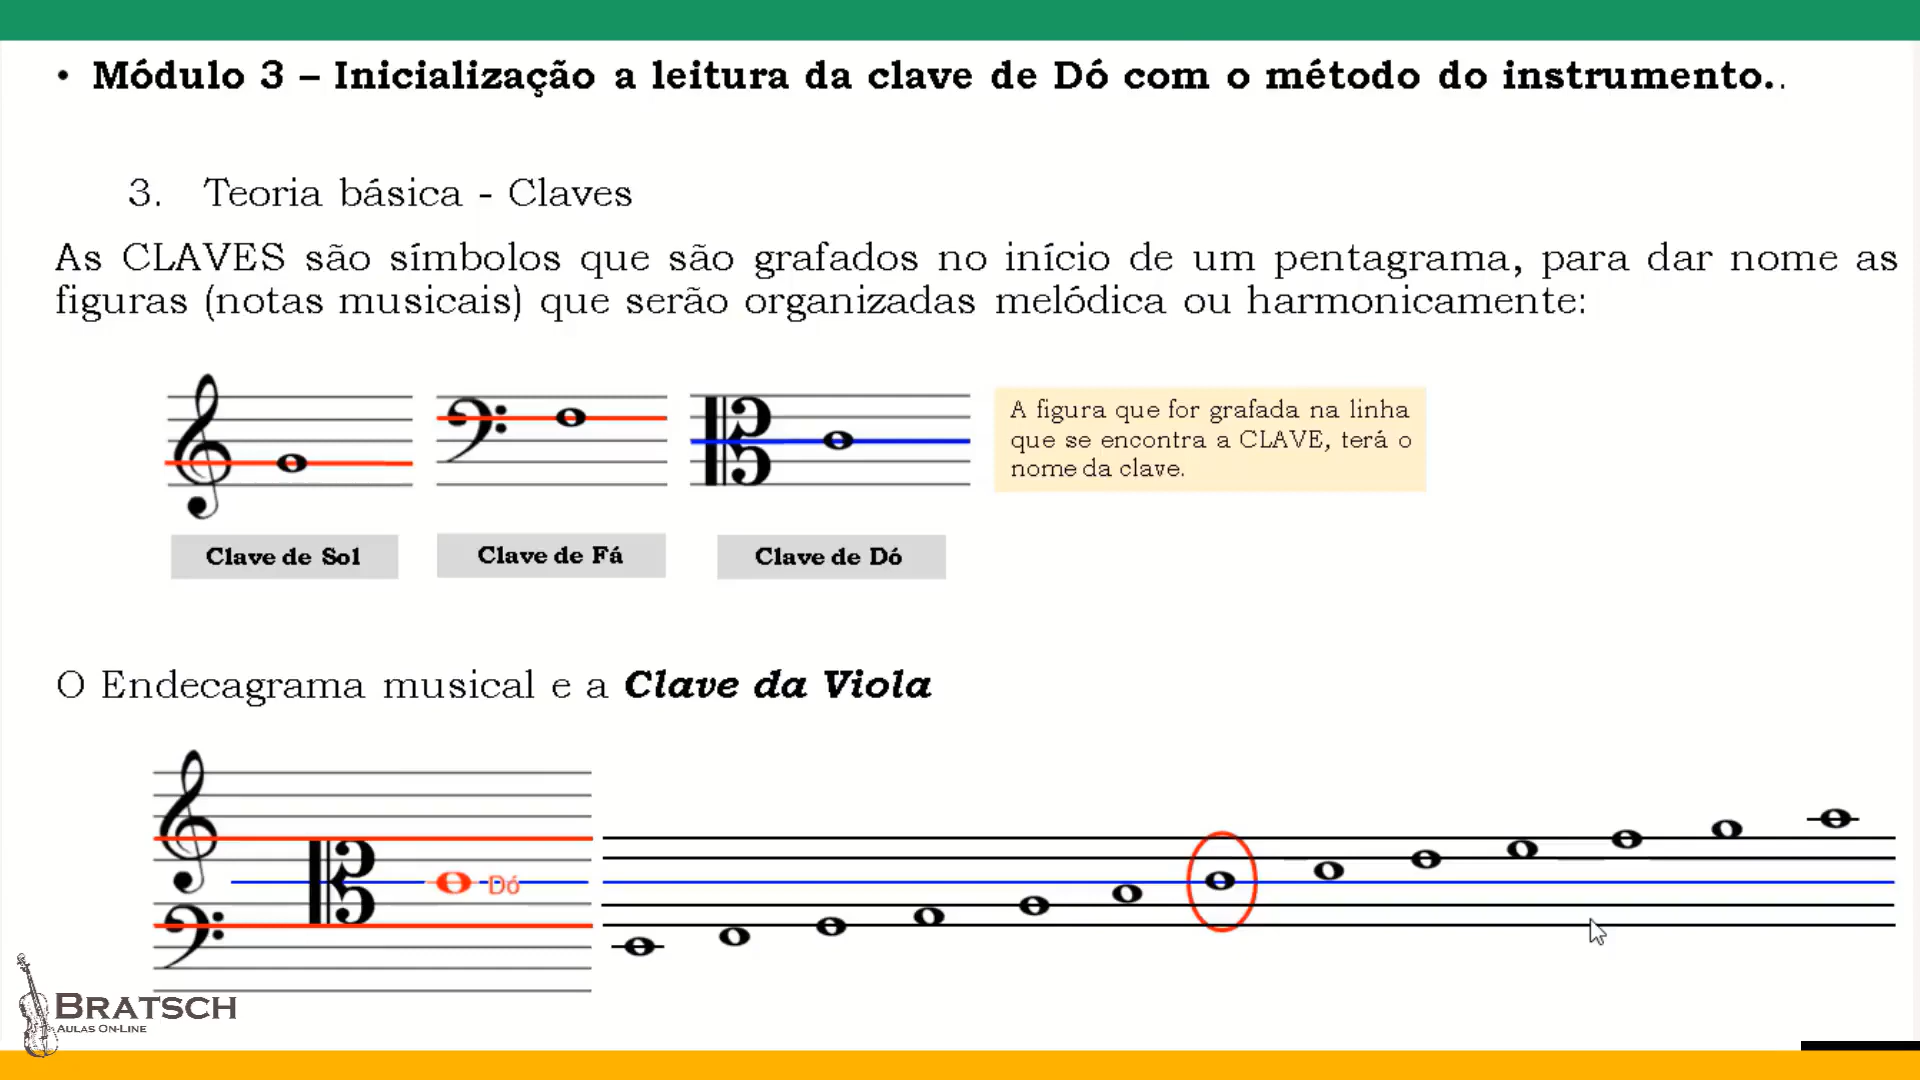 • Módulo 3 – Inicialização a leitura da clave de Dó com o método do instrumento..
3. Teoria básica - Claves
As CLAVES são símbolos que são grafados no início de um pentagrama, para dar nome as
figuras (notas musicais) que serão organizadas melódica ou harmonicamente:
A figura que for grafada na linha
que se encontra a CLAVE, terá o
nome da clave.
Clave de Sol
Clave de Fá
Clave de Dó
O Endecagrama musical e a Clave da Viola
Dó
BRATSCH
AULAS ON-LINE